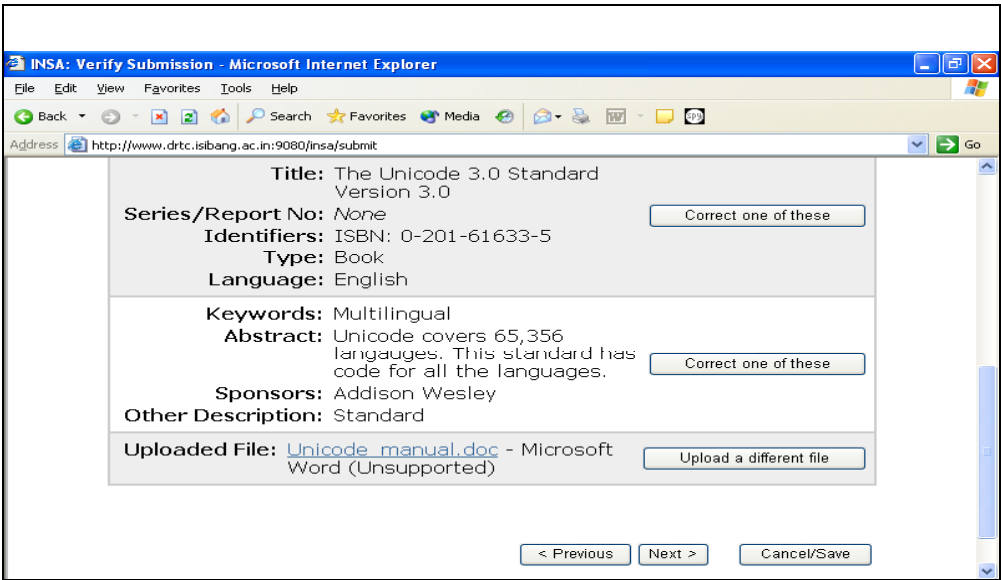 INSA: Verify Submission - Microsoft Internet Explorer
File Edit View Favorites Tools Help
Back Search Favorites Media
Address http://www.drtc.isibang.ac.in:9080/insa/submit Go
Title: The Unicode 3.0 Standard
Version 3.0
Series/Report No: None
Correct one of these
Identifiers: ISBN: 0-201-61633-5
Type: Book
Language: English
Keywords: Multilingual
Abstract: Unicode covers 65,356
langauges. This standard has
code for all the languages.
Correct one of these
Sponsors: Addison Wesley
Other Description: Standard
Uploaded File: Unicode_manual.doc - Microsoft
Word (Unsupported)
Upload a different file
< Previous Next > Cancel/Save